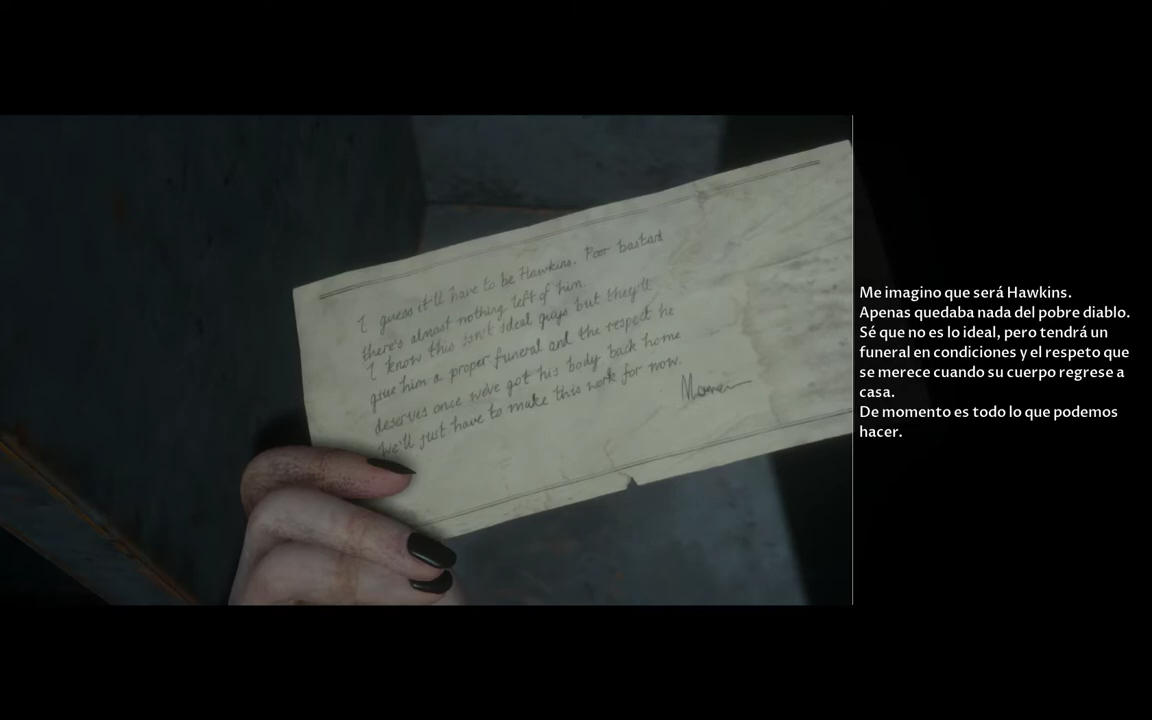 I guess it'll have to be Hawkins. Poor bastard
there's almost nothing left of him.
I know this isn't ideal guys but they'll
give him a proper funeral and the respect he
deserves once we've got his body back home
We'll just have to make this work for now.
Me imagino que será Hawkins.
Apenas quedaba nada del pobre diablo.
Sé que no es lo ideal, pero tendrá un
funeral en condiciones y el respeto que
se merece cuando su cuerpo regrese a
casa.
De momento es todo lo que podemos
hacer.